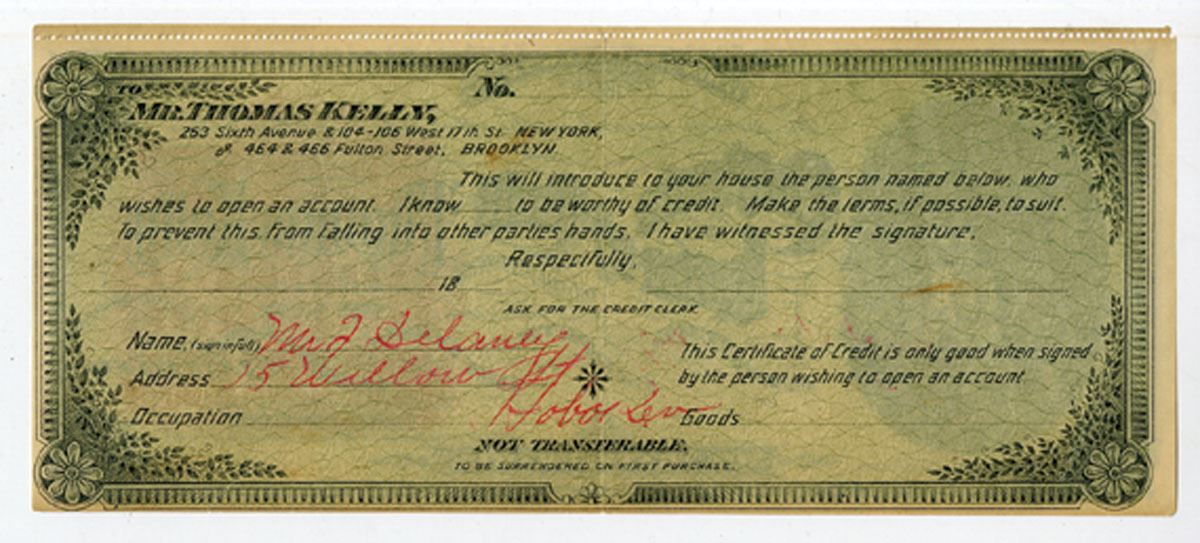 No.
TO
MR. THOMAS KELLY,
263 Sixth Avenue & 104-106 West 17th St. NEW YORK,
or 464 & 466 Fulton Street, BROOKLYN.
This will introduce to your house the person named below, who
wishes to open an account. I know to be worthy of credit. Make the terms, if possible, to suit.
To prevent this from falling into other parties hands, I have witnessed the signature.
Respectfully,
18
ASK FOR THE CREDIT CLERK.
Name, (sign in full) Mr J Delaney
This Certificate of Credit is only good when signed
Address 15 Willow St
by the person wishing to open an account
Hoboken
Occupation Goods
NOT TRANSFERABLE.
TO BE SURRENDERED ON FIRST PURCHASE.